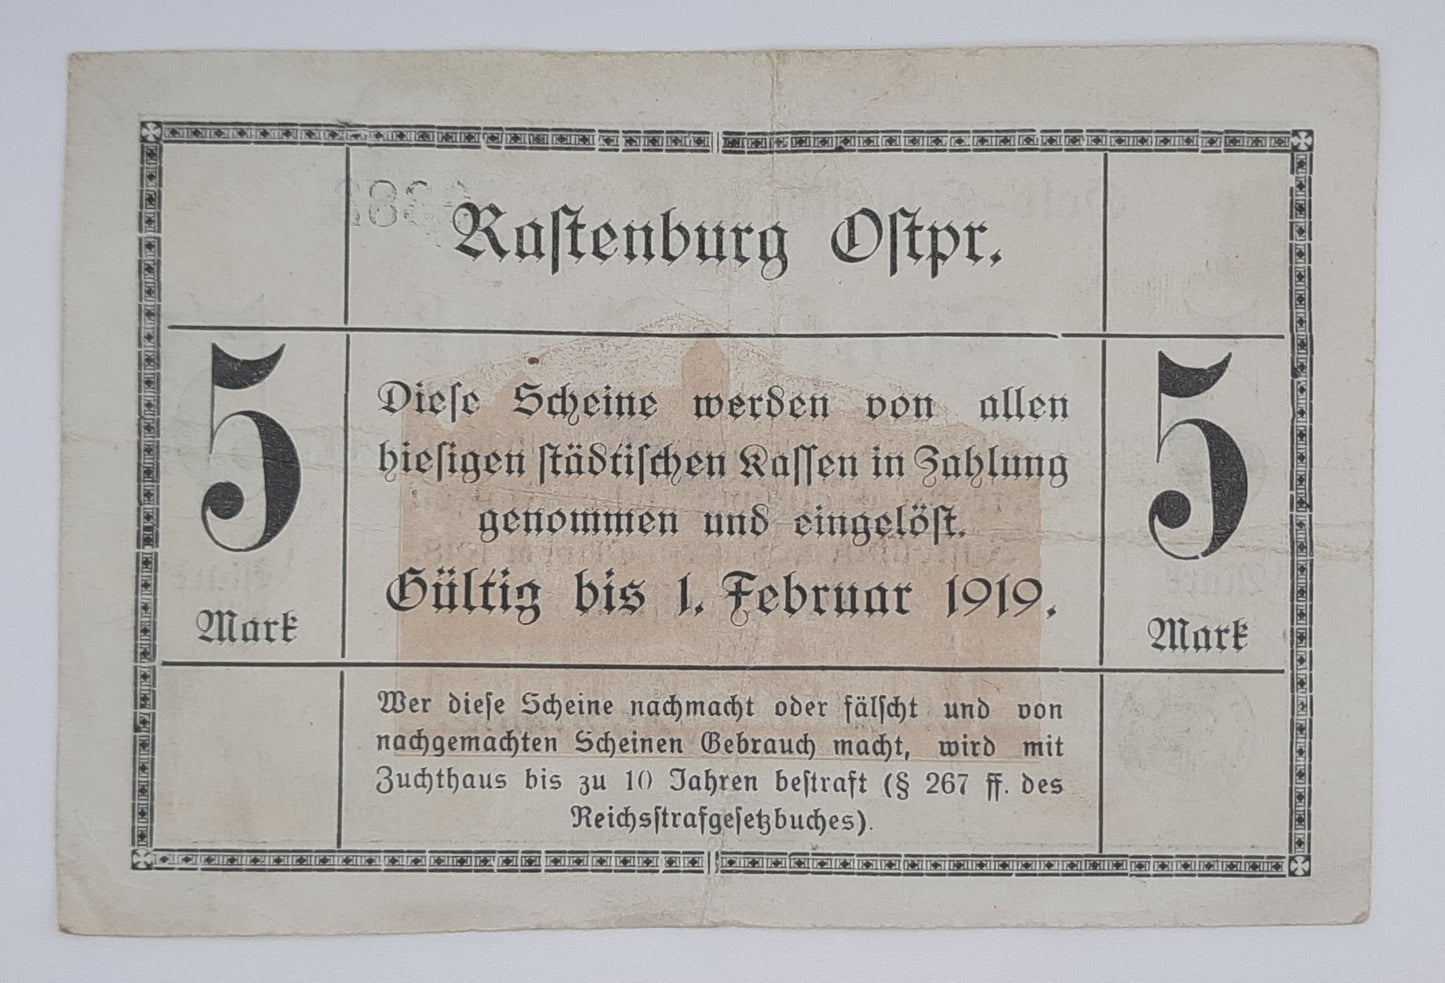 Rastenburg Ostpr.
5
Mark
Diese Scheine werden von allen
hiesigen städtischen Kassen in Zahlung
genommen und eingelöst.
Gültig bis 1. Februar 1919.
5
Mark
Wer diese Scheine nachmacht oder fälscht und von
nachgemachten Scheinen Gebrauch macht, wird mit
Zuchthaus bis zu 10 Jahren bestraft (§ 267 ff. des
Reichsstrafgesetzbuches).